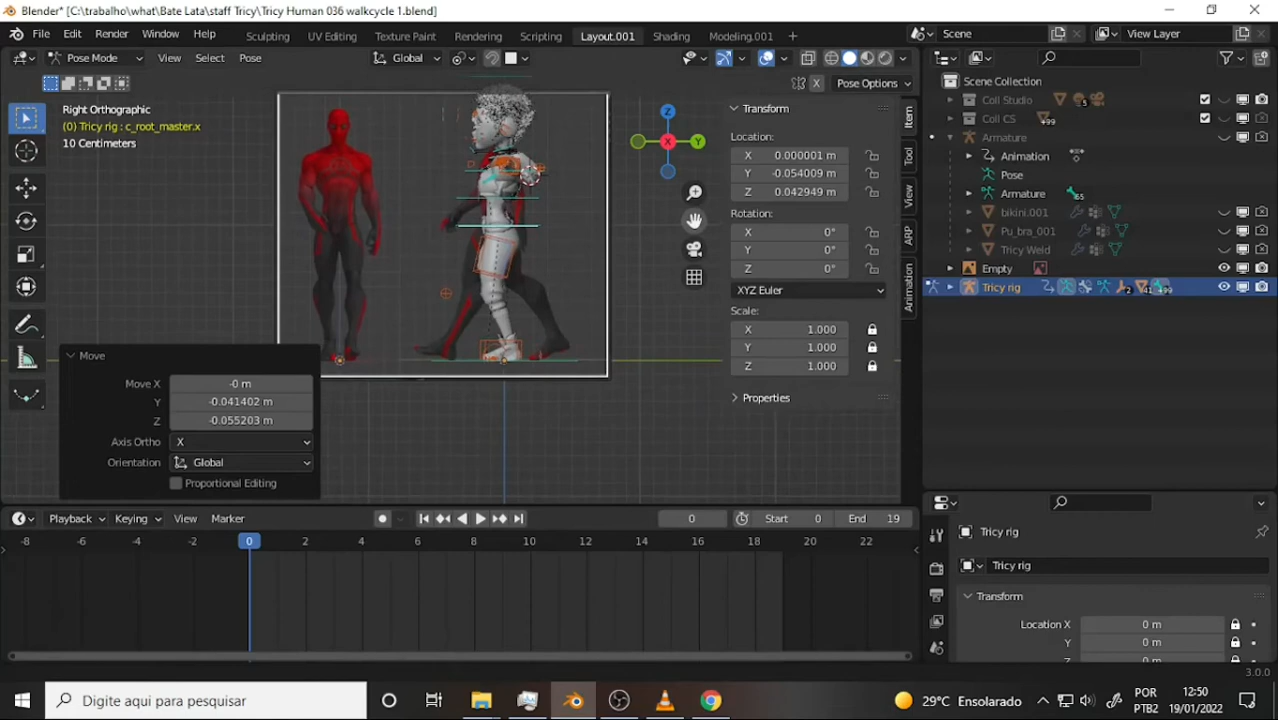 Blender* [C:\trabalho\what\Bate Lata\staff Tricy\Tricy Human 036 walkcycle 1.blend]
File Edit Render Window Help Sculpting UV Editing Texture Paint Rendering Scripting Layout.001 Shading Modeling.001 + Scene View Layer
Pose Mode View Select Pose Global
X Pose Options
Right Orthographic
(0) Tricy rig : c_root_master.x
10 Centimeters
Z
X
Y
Transform
Location:
X 0.000001 m
Y -0.054009 m
Z 0.042949 m
Rotation:
X 0°
Y 0°
Z 0°
XYZ Euler
Scale:
X 1.000
Y 1.000
Z 1.000
Properties
Item
Tool
View
ARP
Animation
Scene Collection
Coll Studio 5
Coll CS +99
Armature
Animation
Pose
Armature 65
bikini.001
Pu_bra_001
Tricy Weld
Empty
Tricy rig 2 41 +99
Move
Move X -0 m
Y -0.041402 m
Z -0.055203 m
Axis Ortho X
Orientation Global
Proportional Editing
Playback Keying View Marker 0 Start 0 End 19
-8 -6 -4 -2 0 2 4 6 8 10 12 14 16 18 20 22
Tricy rig
Tricy rig
Transform
Location X 0 m
Y 0 m
Z 0 m
3.0.0
Digite aqui para pesquisar
29°C Ensolarado
POR
PTB2
12:50
19/01/2022